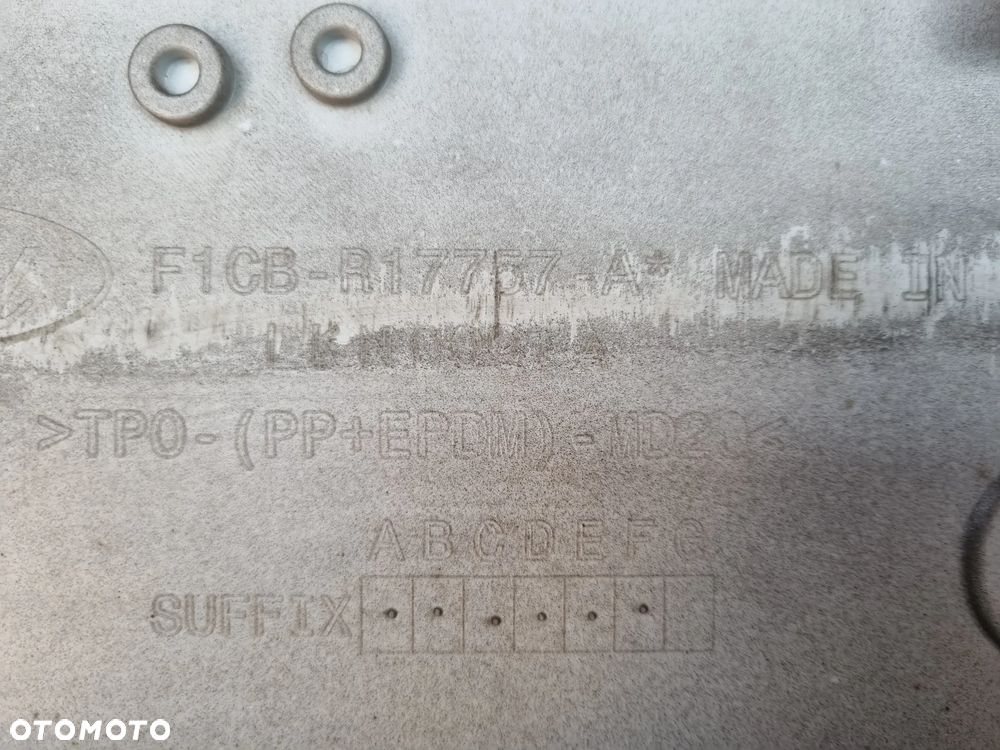 F1CB-R17757-A* MADE IN
>TPO-(PP+EPDM)-MD20<
A B C D E F G
SUFFIX
OTOMOTO